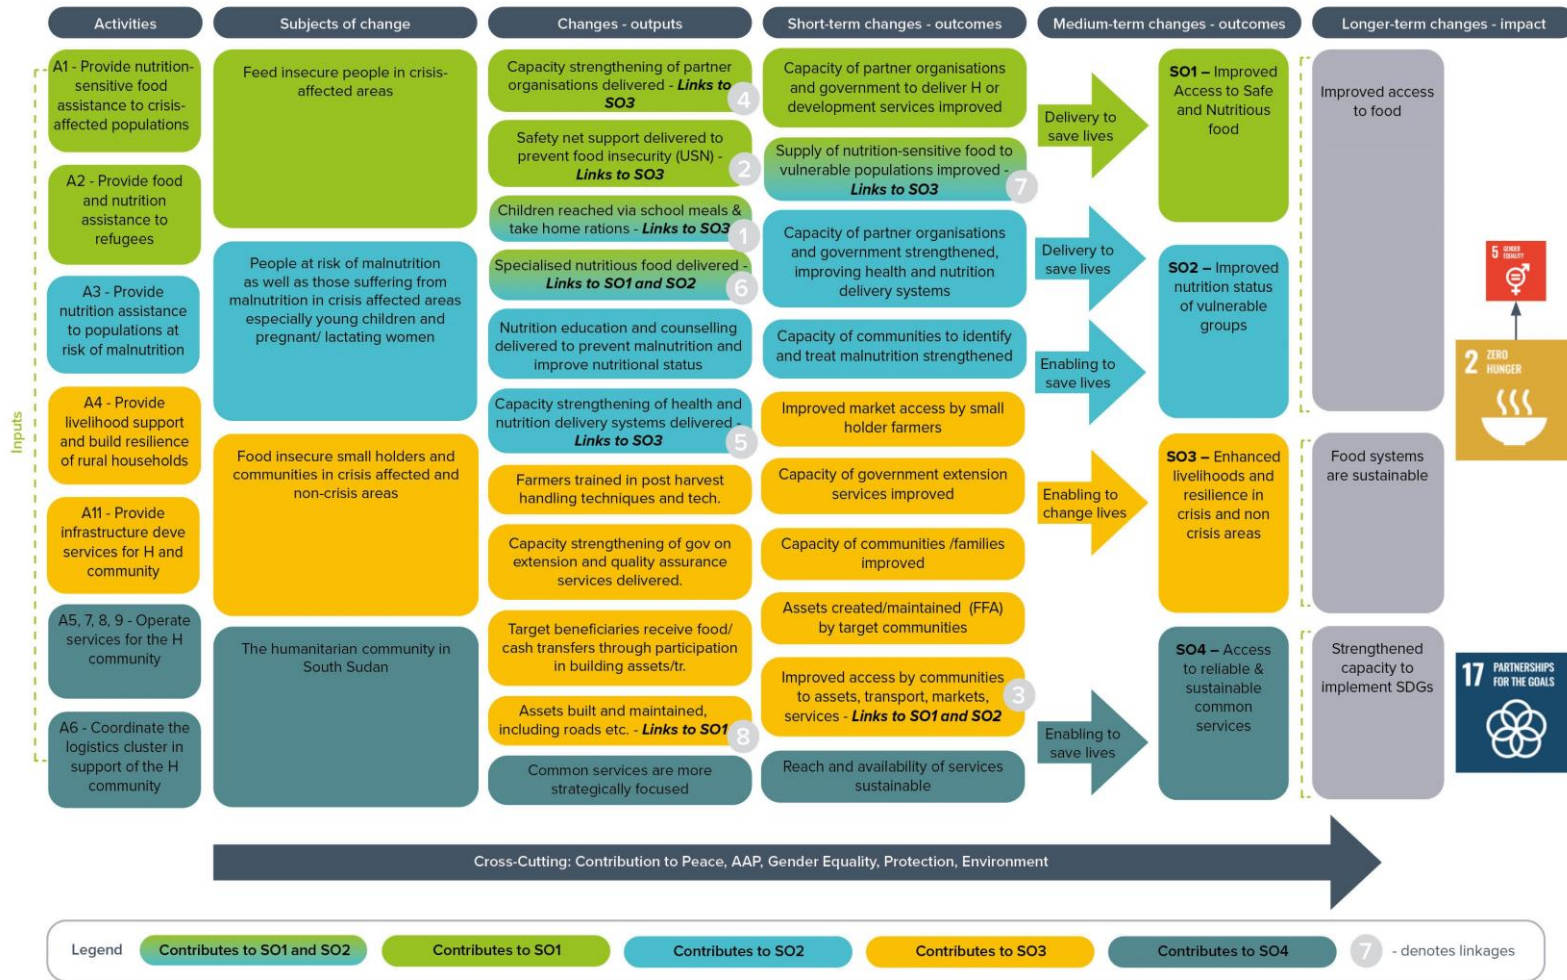 Activities
Subjects of change
Changes - outputs
Short-term changes - outcomes
Medium-term changes - outcomes
Longer-term changes - impact
Inputs
A1 - Provide nutrition-
sensitive food
assistance to crisis-
affected populations
A2 - Provide food
and nutrition
assistance to
refugees
A3 - Provide
nutrition assistance
to populations at
risk of malnutrition
A4 - Provide
livelihood support
and build resilience
of rural households
A11 - Provide
infrastructure deve
services for H and
community
A5, 7, 8, 9 - Operate
services for the H
community
A6 - Coordinate the
logistics cluster in
support of the H
community
Feed insecure people in crisis-
affected areas
People at risk of malnutrition
as well as those suffering from
malnutrition in crisis affected areas
especially young children and
pregnant/ lactating women
Food insecure small holders and
communities in crisis affected and
non-crisis areas
The humanitarian community in
South Sudan
Capacity strengthening of partner
organisations delivered - Links to
SO3
4
Safety net support delivered to
prevent food insecurity (USN) -
Links to SO3
2
Children reached via school meals &
take home rations - Links to SO3
1
Specialised nutritious food delivered -
Links to SO1 and SO2
6
Nutrition education and counselling
delivered to prevent malnutrition and
improve nutritional status
Capacity strengthening of health and
nutrition delivery systems delivered -
Links to SO3
5
Farmers trained in post harvest
handling techniques and tech.
Capacity strengthening of gov on
extension and quality assurance
services delivered.
Target beneficiaries receive food/
cash transfers through participation
in building assets/tr.
Assets built and maintained,
including roads etc. - Links to SO1
8
Common services are more
strategically focused
Capacity of partner organisations
and government to deliver H or
development services improved
Supply of nutrition-sensitive food to
vulnerable populations improved -
Links to SO3
7
Capacity of partner organisations
and government strengthened,
improving health and nutrition
delivery systems
Capacity of communities to identify
and treat malnutrition strengthened
Improved market access by small
holder farmers
Capacity of government extension
services improved
Capacity of communities /families
improved
Assets created/maintained (FFA)
by target communities
Improved access by communities
to assets, transport, markets,
services - Links to SO1 and SO2
3
Reach and availability of services
sustainable
Delivery to
save lives
Delivery to
save lives
Enabling to
save lives
Enabling to
change lives
Enabling to
save lives
SO1 – Improved
Access to Safe
and Nutritious
food
SO2 – Improved
nutrition status
of vulnerable
groups
SO3 – Enhanced
livelihoods and
resilience in
crisis and non
crisis areas
SO4 – Access
to reliable &
sustainable
common
services
Improved access
to food
Food systems
are sustainable
Strengthened
capacity to
implement SDGs
5 GENDER
EQUALITY
2 ZERO
HUNGER
17 PARTNERSHIPS
FOR THE GOALS
Cross-Cutting: Contribution to Peace, AAP, Gender Equality, Protection, Environment
Legend
Contributes to SO1 and SO2
Contributes to SO1
Contributes to SO2
Contributes to SO3
Contributes to SO4
7 - denotes linkages